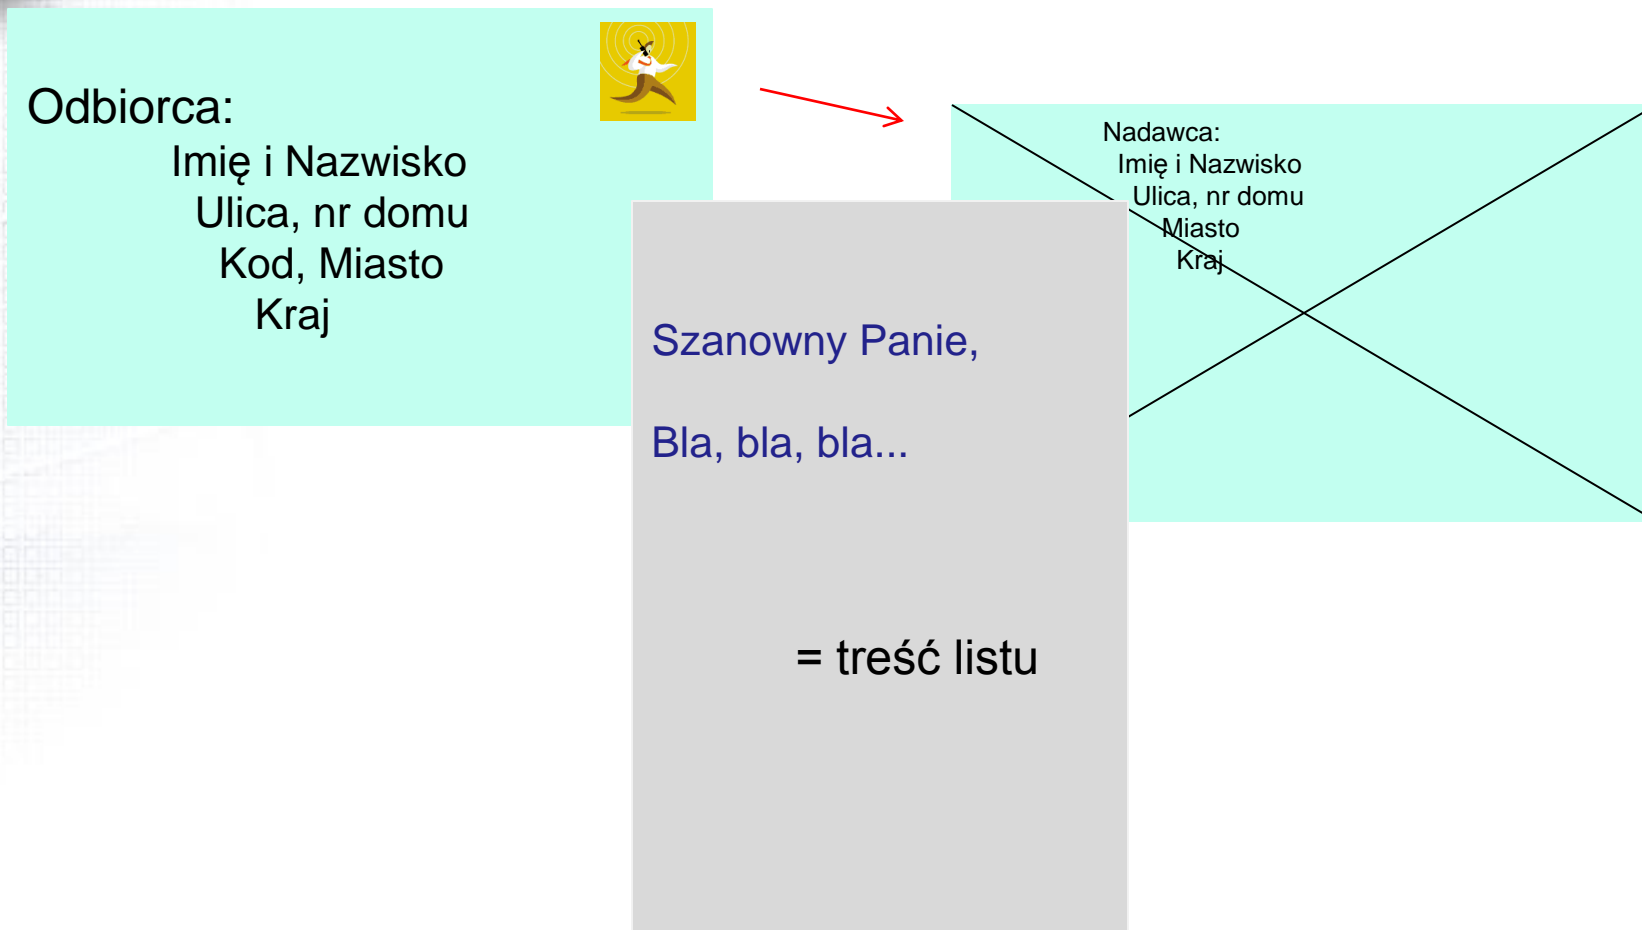 Odbiorca:
Imię i Nazwisko
Ulica, nr domu
Kod, Miasto
Kraj
Nadawca:
Imię i Nazwisko
Ulica, nr domu
Miasto
Kraj
Szanowny Panie,
Bla, bla, bla...
= treść listu